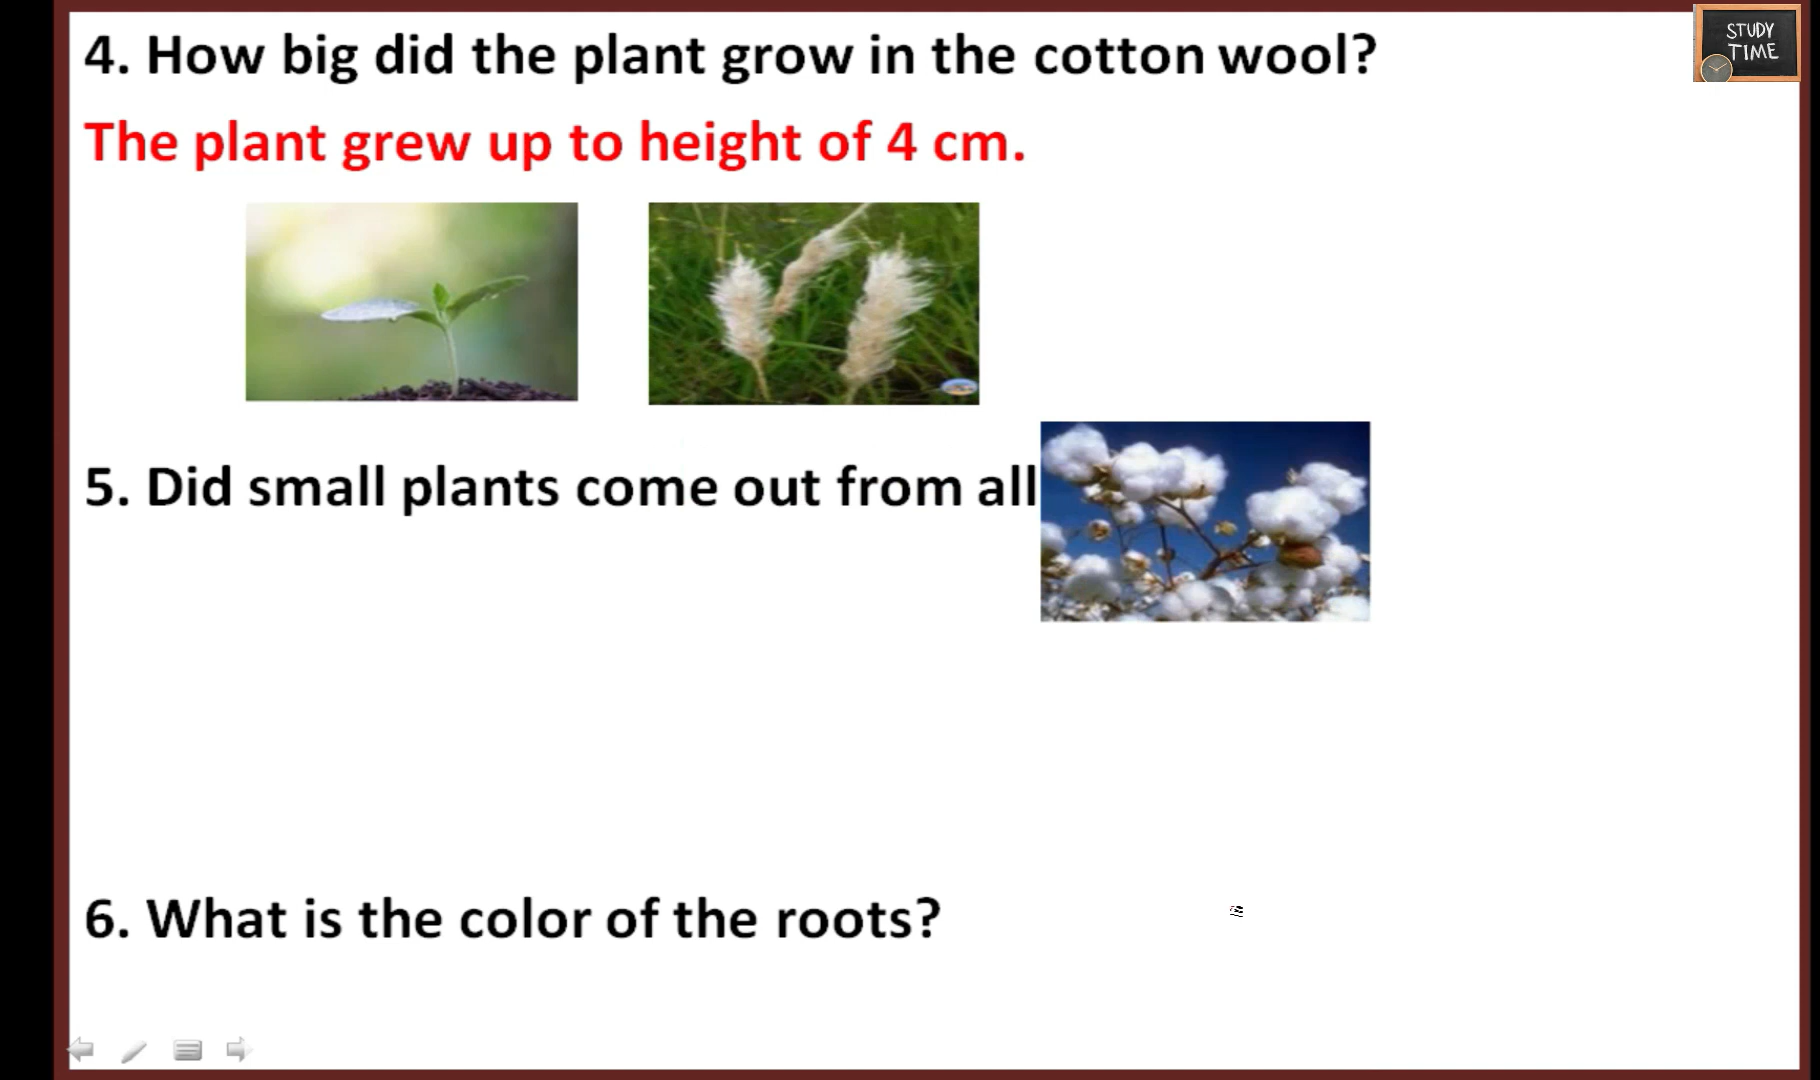 4. How big did the plant grow in the cotton wool?
STUDY
TIME
The plant grew up to height of 4 cm.
5. Did small plants come out from all
6. What is the color of the roots?